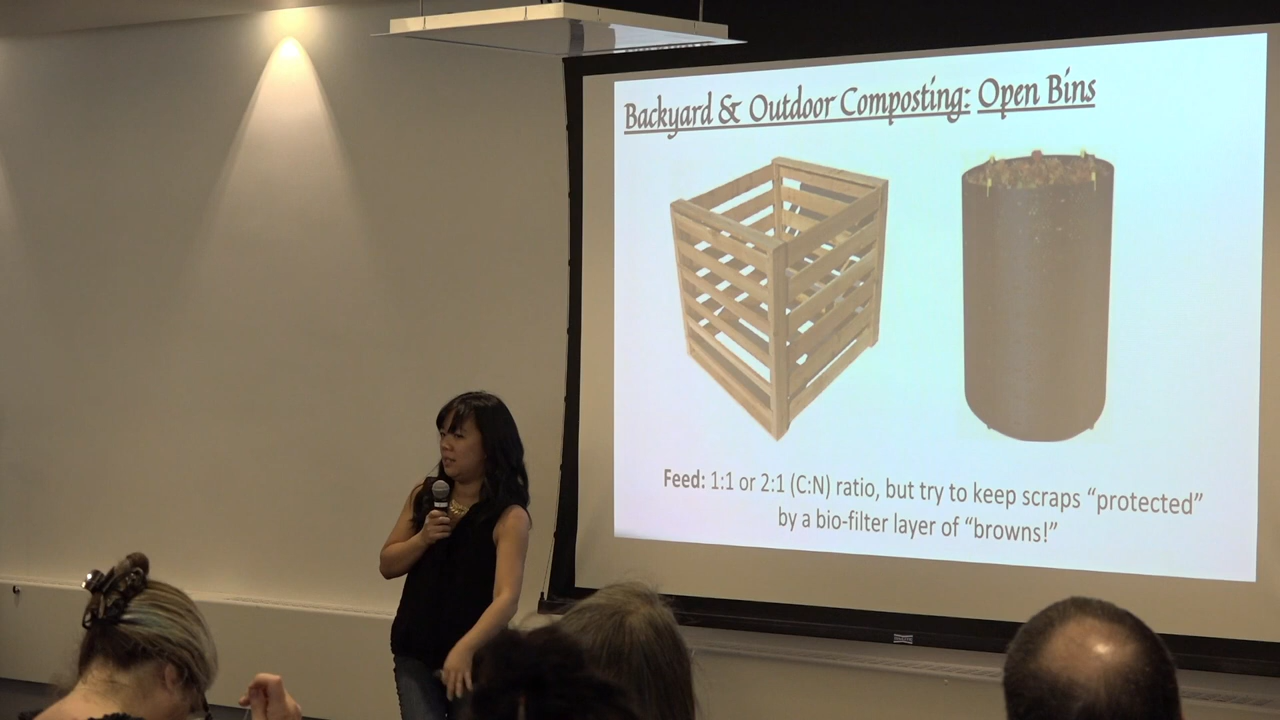 Backyard & Outdoor Composting: Open Bins
Feed: 1:1 or 2:1 (C:N) ratio, but try to keep scraps “protected”
by a bio-filter layer of “browns!”